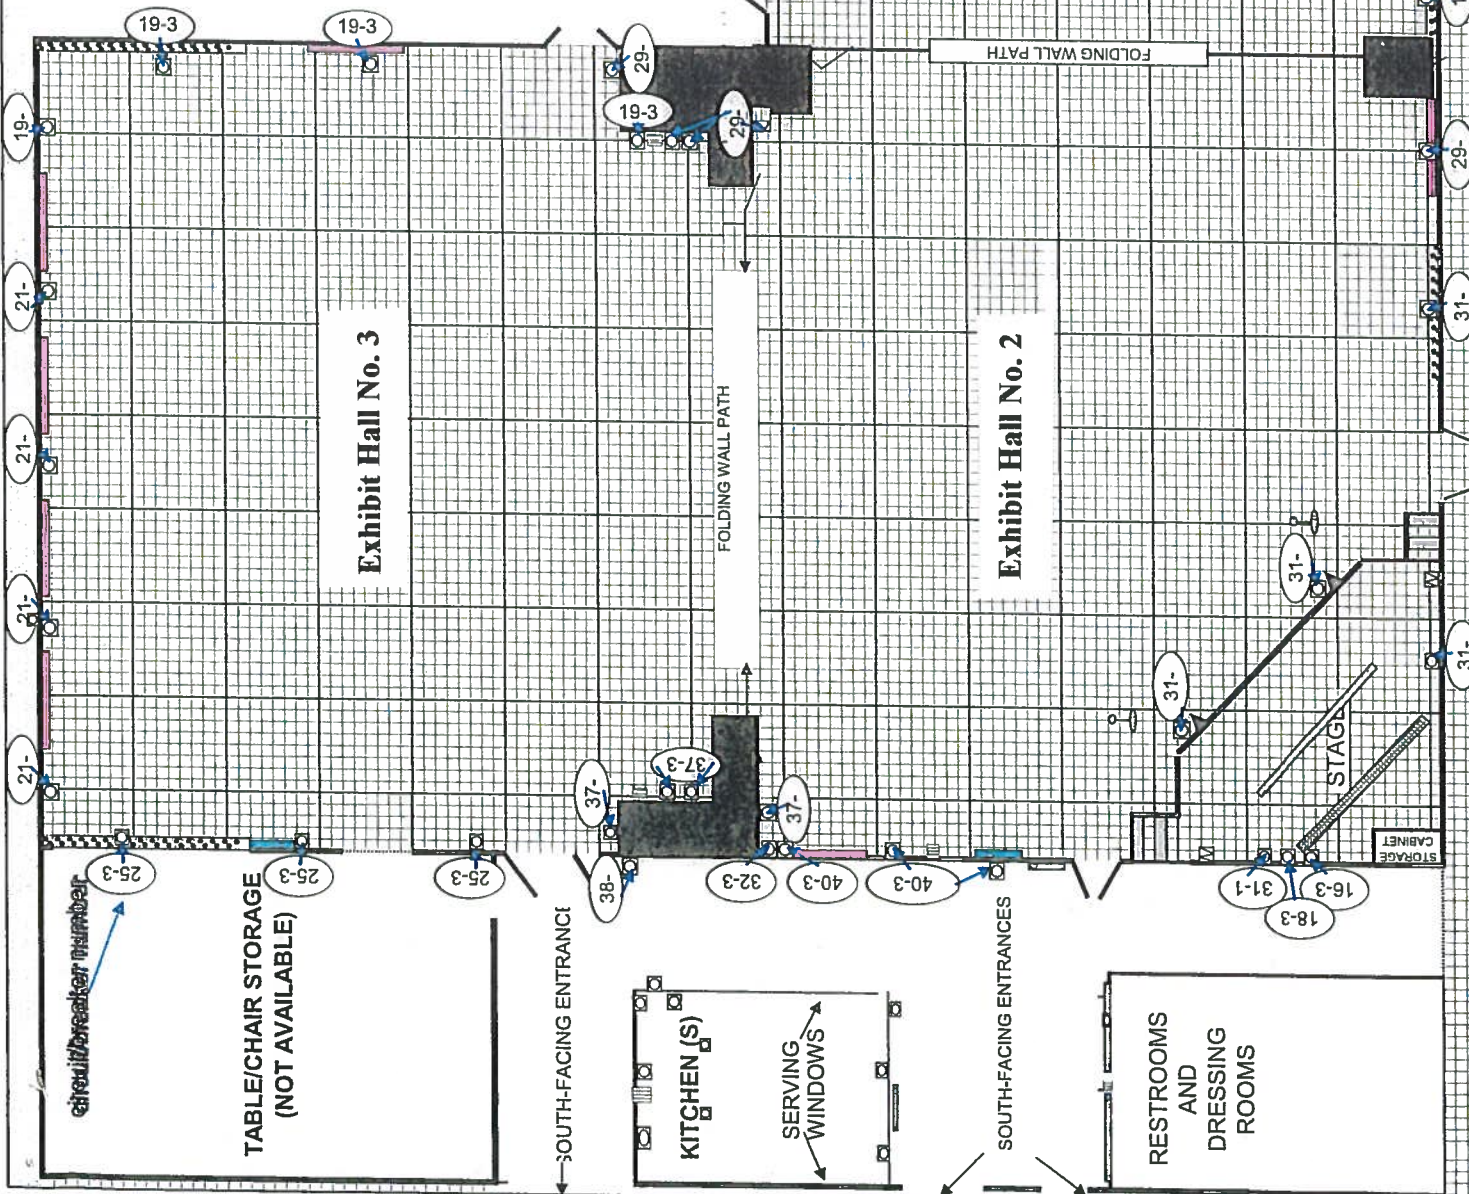 19-3
19-3
29-
19-
19-3
29-
FOLDING WALL PATH
29-
21-
31-
Exhibit Hall No. 3
FOLDING WALL PATH
Exhibit Hall No. 2
21-
21-
31-
31-
31-
21-
37-3
37-
37-
STAGE
STORAGE
CABINET
25-3
25-3
25-3
38-
32-3
40-3
40-3
31-1
18-3
16-3
circuit/breaker number
TABLE/CHAIR STORAGE
(NOT AVAILABLE)
SOUTH-FACING ENTRANCE
KITCHEN (S)
SERVING
WINDOWS
SOUTH-FACING ENTRANCES
RESTROOMS
AND
DRESSING
ROOMS